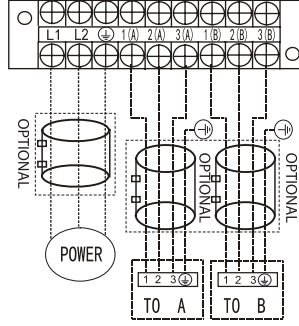 L1 L2 1(A) 2(A) 3(A) 1(B) 2(B) 3(B)
OPTIONAL
OPTIONAL
OPTIONAL
POWER
1 2 3
1 2 3
TO A
TO B